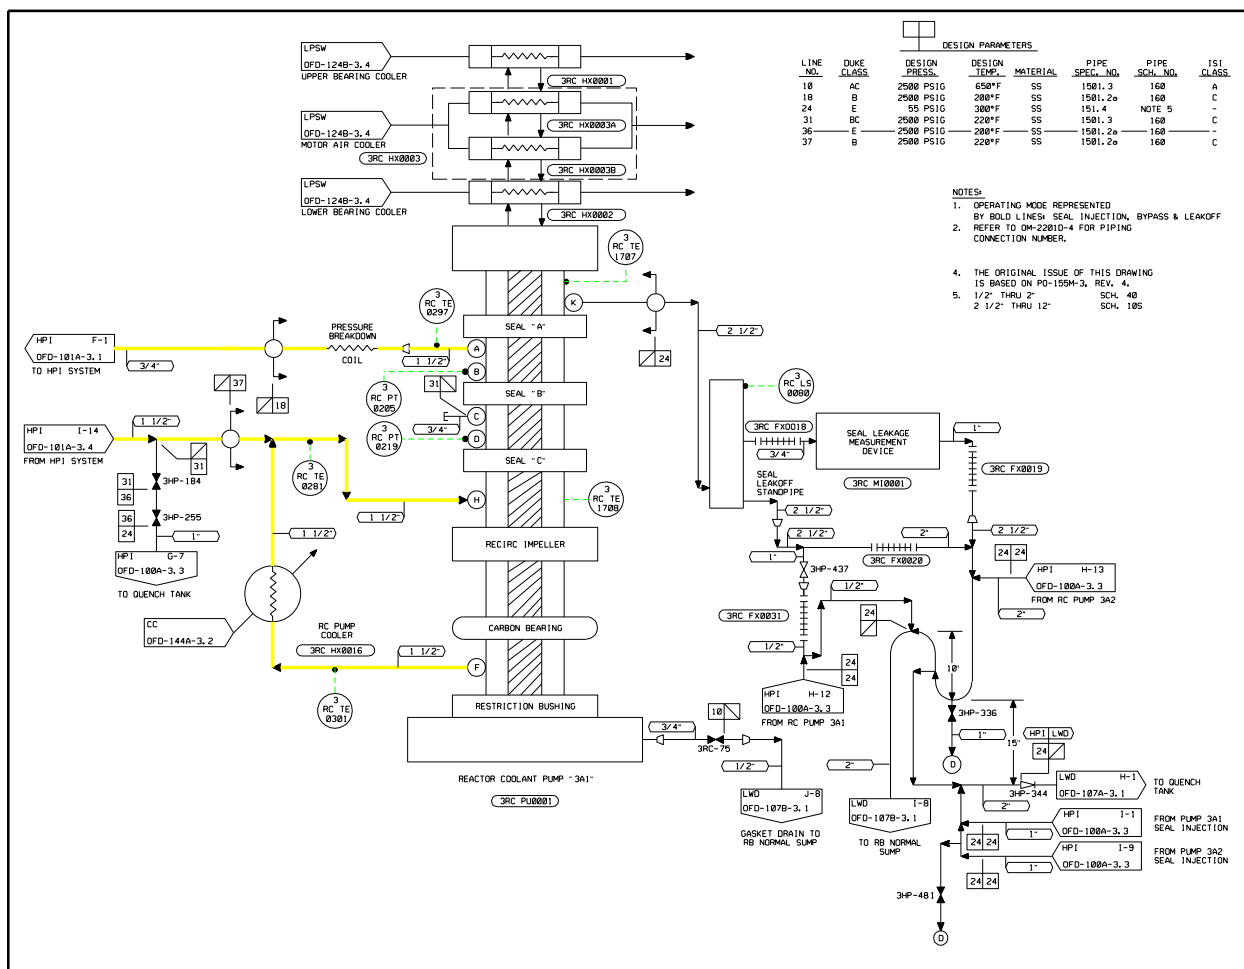 DESIGN PARAMETERS
LINE NO. DUKE CLASS DESIGN PRESS. DESIGN TEMP. MATERIAL PIPE SPEC. NO. PIPE SCH. NO. ISI CLASS
10 AC 2500 PSIG 650°F SS 1501.3 160 A
18 B 2500 PSIG 200°F SS 1501.2a 160 C
24 E 55 PSIG 300°F SS 151.4 NOTE 5 -
31 BC 2500 PSIG 220°F SS 1501.3 160 C
36 E 2500 PSIG 200°F SS 1501.2a 160 -
37 B 2500 PSIG 220°F SS 1501.2a 160 C
NOTES:
1. OPERATING MODE REPRESENTED
BY BOLD LINES: SEAL INJECTION, BYPASS & LEAKOFF
2. REFER TO OM-2201D-4 FOR PIPING
CONNECTION NUMBER.
4. THE ORIGINAL ISSUE OF THIS DRAWING
IS BASED ON PO-155M-3, REV. 4.
5. 1/2" THRU 2" SCH. 40
2 1/2" THRU 12" SCH. 10S
LPSW
OFD-124B-3.4
UPPER BEARING COOLER
3RC HX0001
LPSW
OFD-124B-3.4
MOTOR AIR COOLER
3RC HX0003
3RC HX0003A
3RC HX0003B
LPSW
OFD-124B-3.4
LOWER BEARING COOLER
3RC HX0002
3
RC TE
1707
K
3
RC TE
0297
SEAL "A"
HPI F-1
OFD-101A-3.1
TO HPI SYSTEM
3/4"
PRESSURE
BREAKDOWN
COIL
1 1/2"
A
B
37
18
3
RC PT
0205
31
SEAL "B"
C
3/4"
D
3
RC PT
0219
HPI I-14
OFD-101A-3.4
FROM HPI SYSTEM
1 1/2"
31
3
RC TE
0281
SEAL "C"
H
1 1/2"
3
RC TE
1708
3HP-184
31
36
3HP-255
36
24
1"
HPI G-7
OFD-100A-3.3
TO QUENCH TANK
1 1/2"
RECIRC IMPELLER
CC
OFD-144A-3.2
RC PUMP
COOLER
3RC HX0016
1 1/2"
CARBON BEARING
F
3
RC TE
0301
RESTRICTION BUSHING
REACTOR COOLANT PUMP "3A1"
3RC PU0001
24
2 1/2"
3
RC LS
0080
3RC FX0018
3/4"
SEAL LEAKAGE
MEASUREMENT
DEVICE
3RC MI0001
1"
3RC FX0019
SEAL
LEAKOFF
STANDPIPE
2 1/2"
2 1/2"
2"
2 1/2"
1"
3RC FX0020
24 24
HPI H-13
OFD-100A-3.3
FROM RC PUMP 3A2
2"
3HP-437
1/2"
3RC FX0031
24
1/2"
24
24
HPI H-12
OFD-100A-3.3
FROM RC PUMP 3A1
10'
3HP-336
15"
1"
D
HPI LWD
24
3/4"
10
3RC-75
1/2"
2"
LWD J-8
OFD-107B-3.1
GASKET DRAIN TO
RB NORMAL SUMP
LWD I-8
OFD-107B-3.1
TO RB NORMAL
SUMP
3HP-344
2"
LWD H-1
OFD-107A-3.1
TO QUENCH
TANK
HPI I-1
OFD-100A-3.3
FROM PUMP 3A1
SEAL INJECTION
1"
24 24
HPI I-9
OFD-100A-3.3
FROM PUMP 3A2
SEAL INJECTION
1"
24 24
3HP-481
D